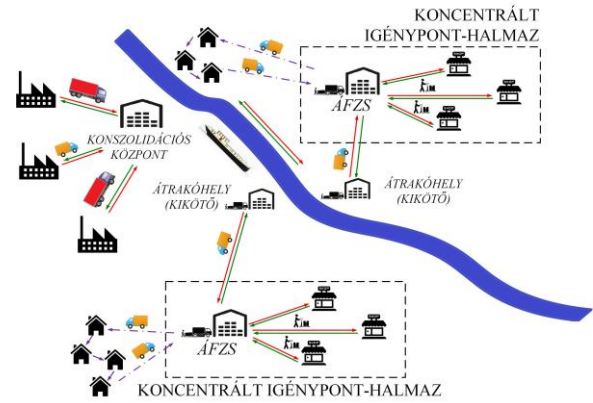 KONCENTRÁLT
IGÉNYPONT-HALMAZ
ÁFZS
KONSZOLIDÁCIÓS
KÖZPONT
ÁTRAKÓHELY
(KIKÖTŐ)
ÁTRAKÓHELY
(KIKÖTŐ)
ÁFZS
KONCENTRÁLT IGÉNYPONT-HALMAZ